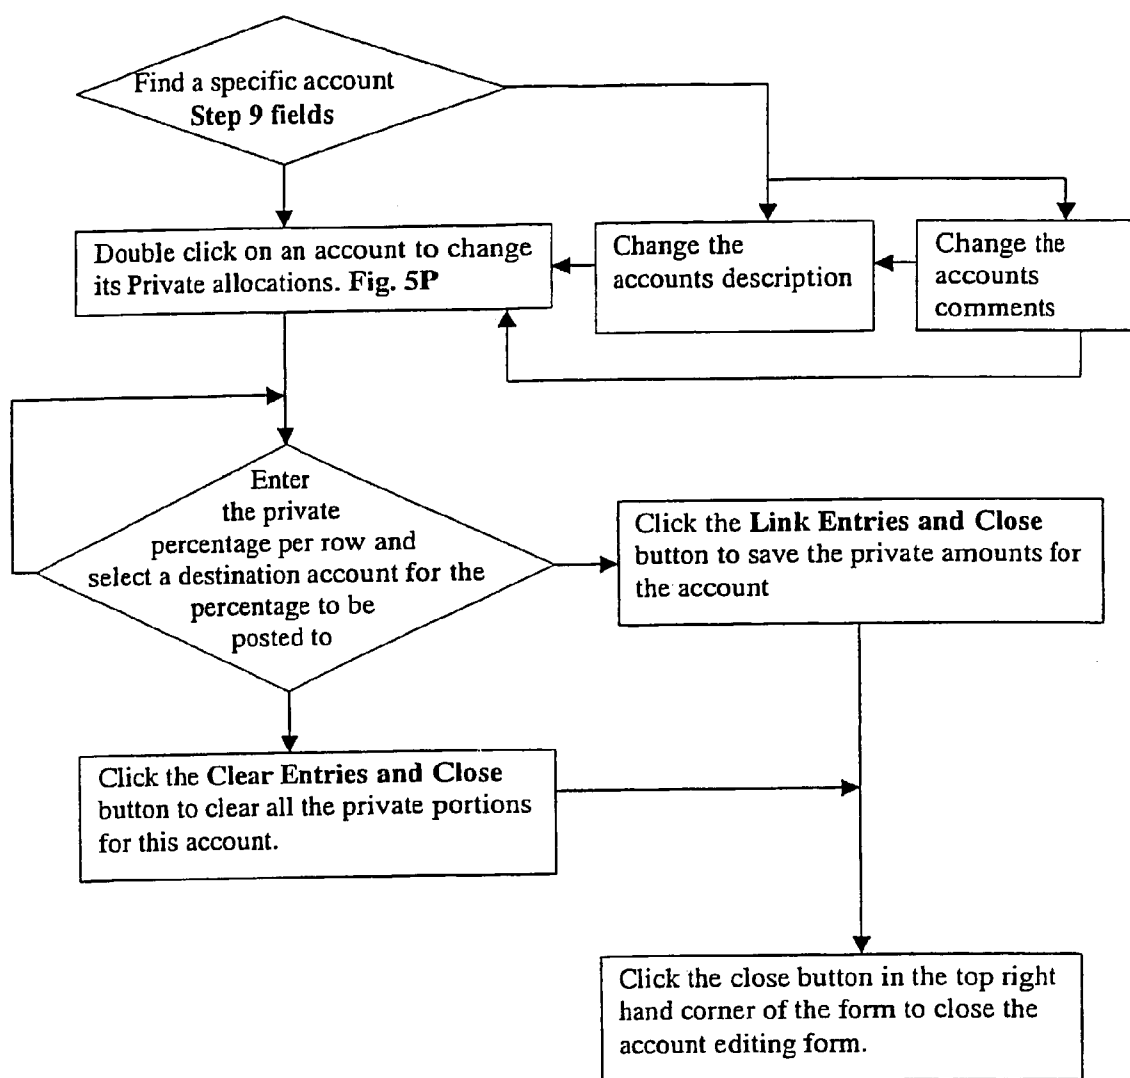 Find a specific account
Step 9 fields
Double click on an account to change
its Private allocations. Fig. 5P
Change the
accounts description
Change the
accounts
comments
Enter
the private
percentage per row and
select a destination account for the
percentage to be
posted to
Click the Link Entries and Close
button to save the private amounts for
the account
Click the Clear Entries and Close
button to clear all the private portions
for this account.
Click the close button in the top right
hand corner of the form to close the
account editing form.